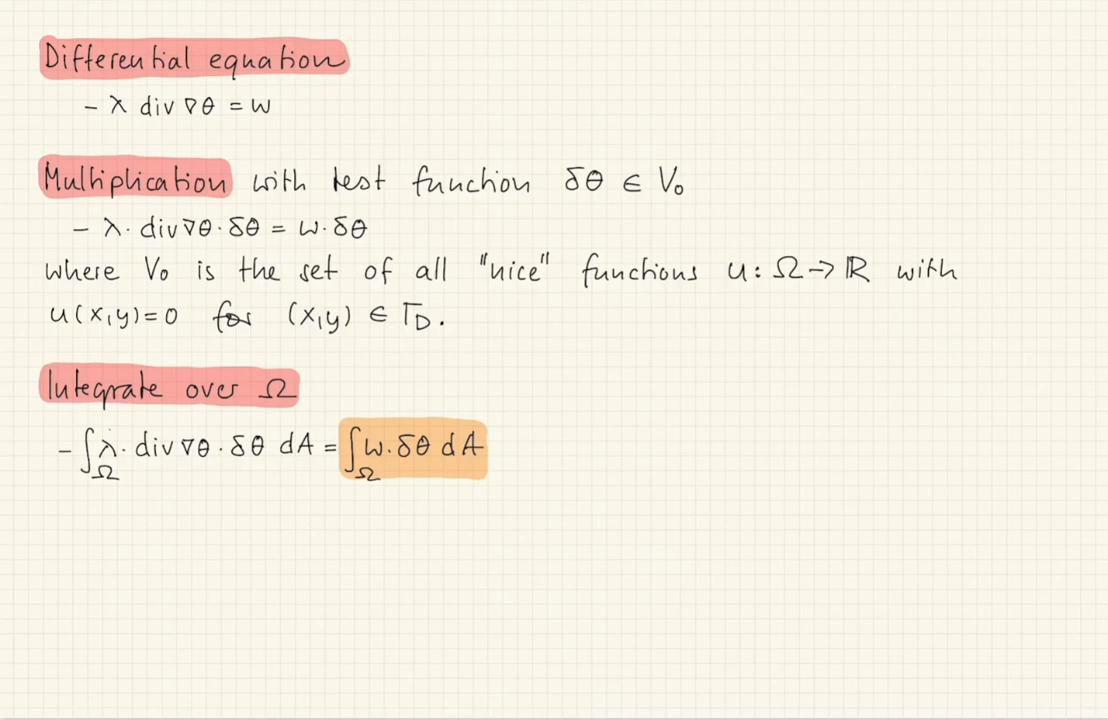 Differential equation
- λ div ∇θ = w
Multiplication with test function δθ ∈ V₀
- λ · div ∇θ · δθ = w · δθ
where V₀ is the set of all "nice" functions u: Ω → ℝ with
u(x,y)=0 for (x,y) ∈ Γ_D.
Integrate over Ω
- ∫_Ω λ · div ∇θ · δθ dA = ∫_Ω w · δθ dA